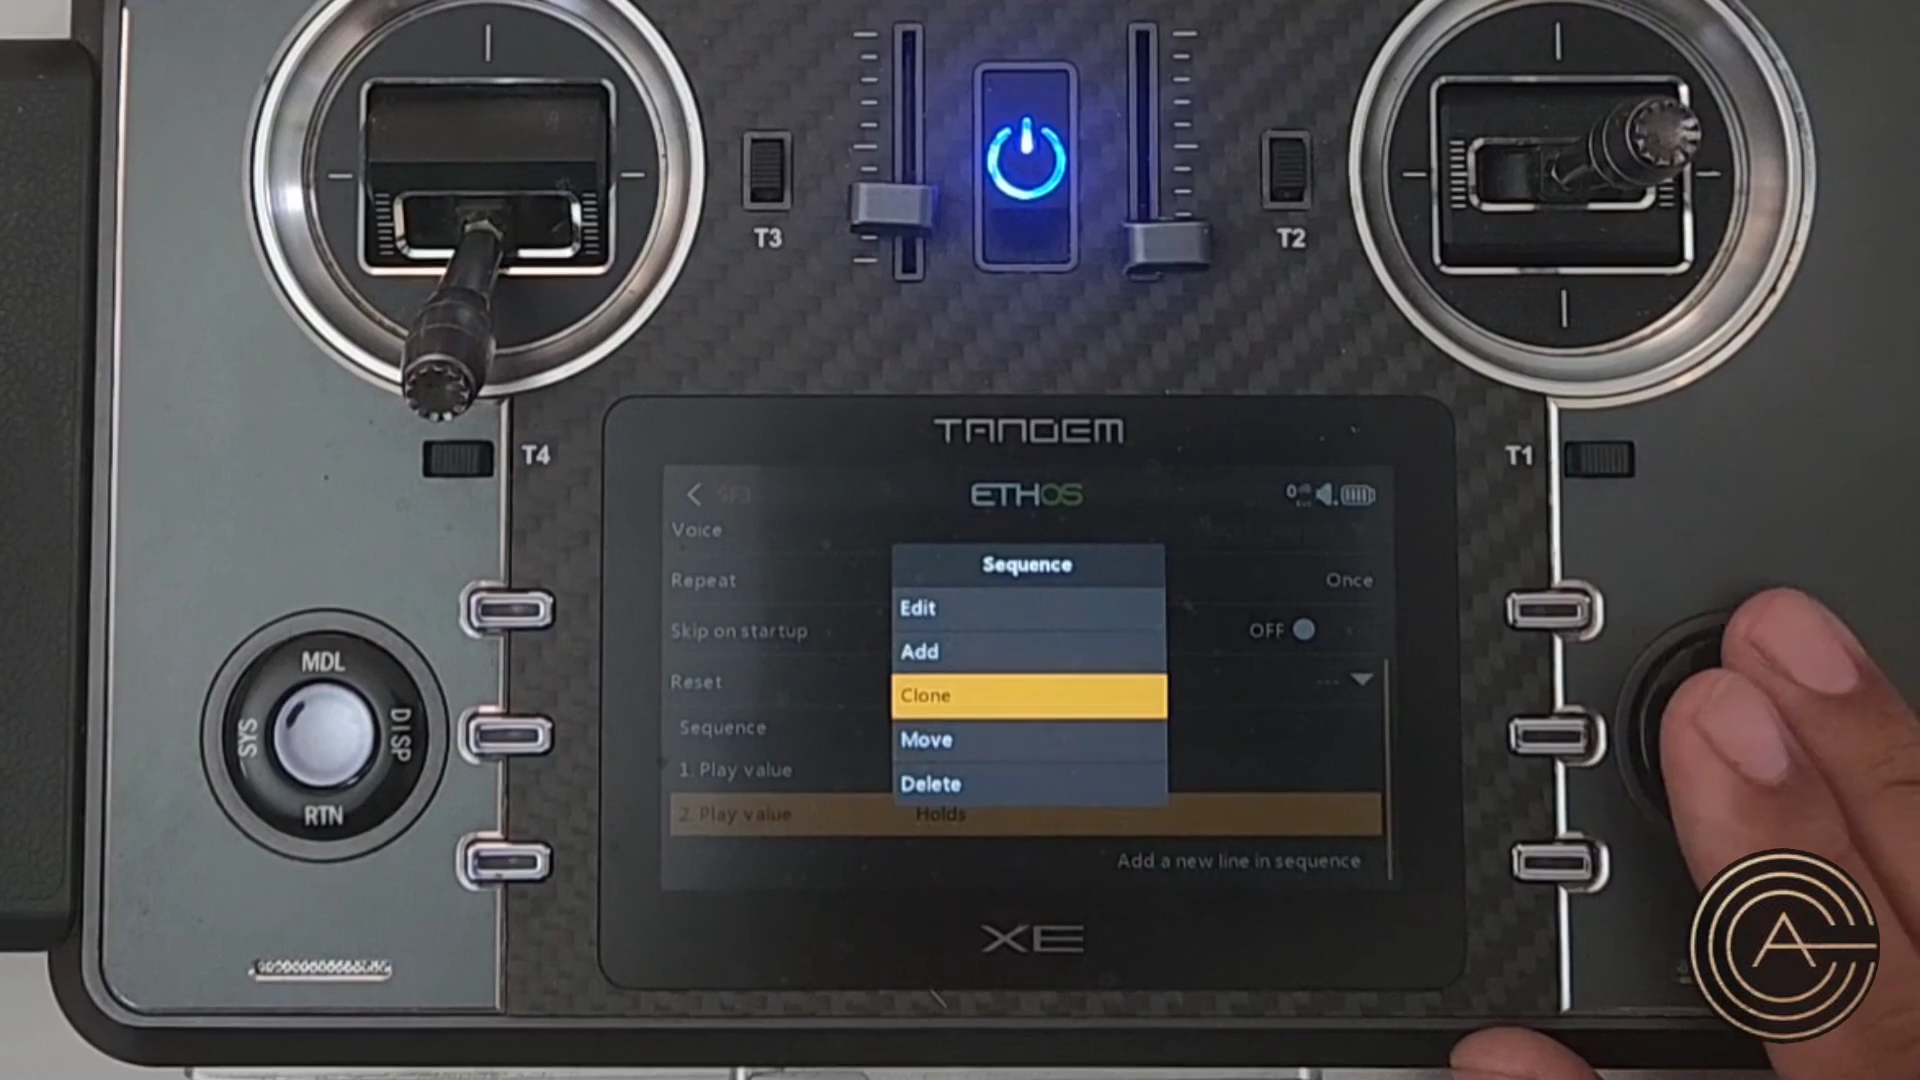 T3
T2
T4
T1
TANDEM
SF3
ETHOS
Voice
Sequence
Repeat
Once
Edit
Skip on startup
OFF
Add
Reset
---
Clone
Sequence
Move
1. Play value
Delete
2. Play value
Holds
Add a new line in sequence
XE
MDL
SYS
DISP
RTN